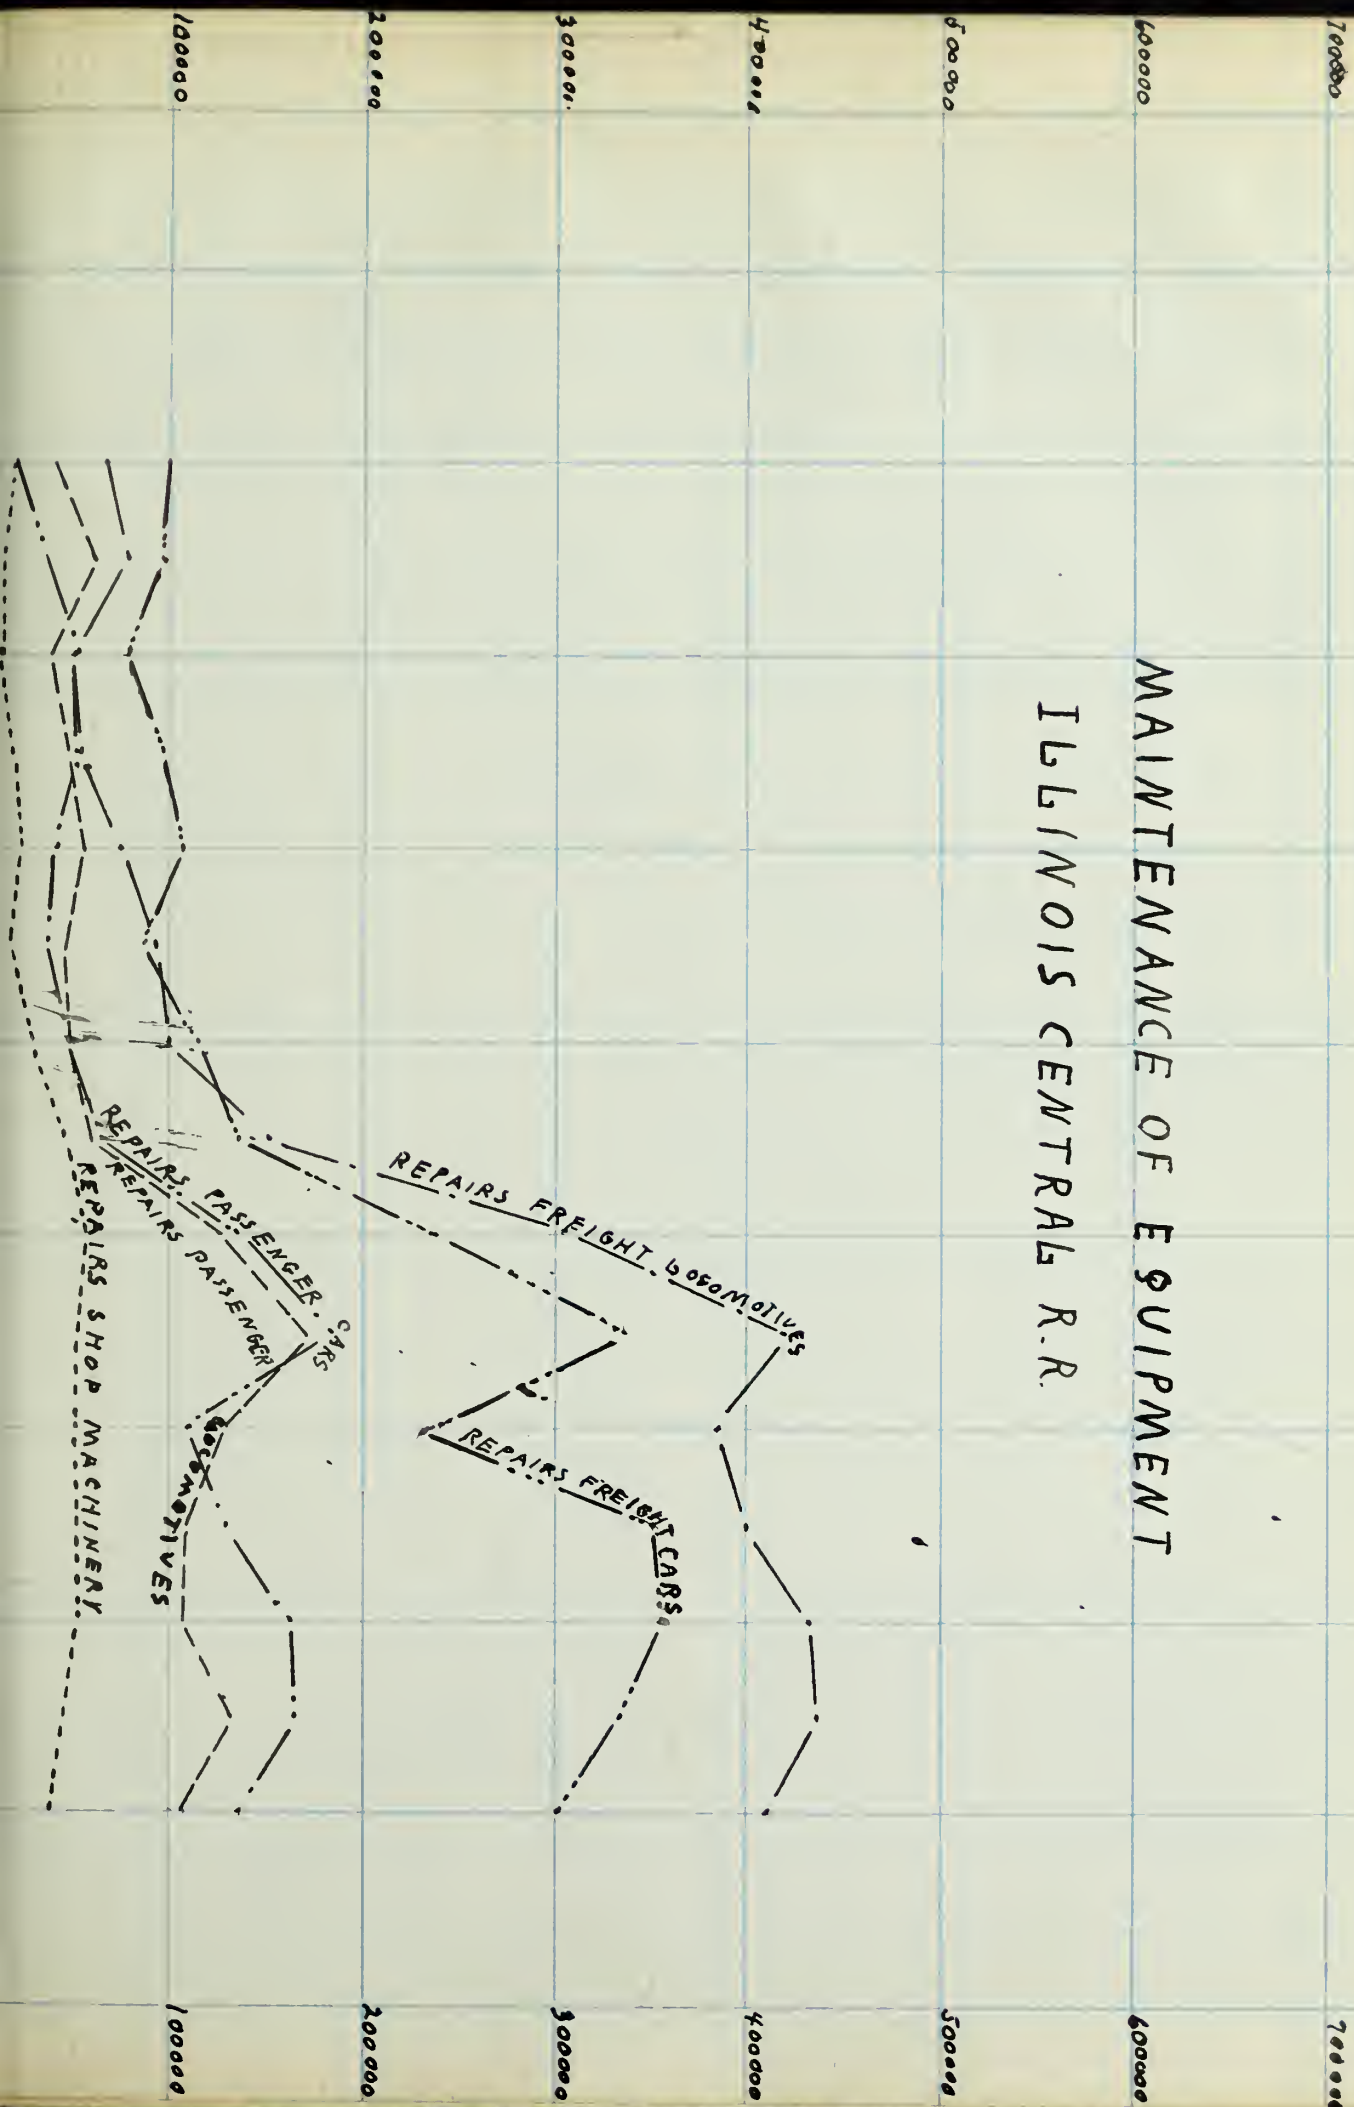 MAINTENANCE OF EQUIPMENT
ILLINOIS CENTRAL R.R.
700000
600000
500000
400000
300000
200000
100000
700000
600000
500000
400000
300000
200000
100000
REPAIRS FREIGHT LOCOMOTIVES
REPAIRS FREIGHT CARS
REPAIRS PASSENGER CARS
REPAIRS PASSENGER LOCOMOTIVES
REPAIRS SHOP MACHINERY